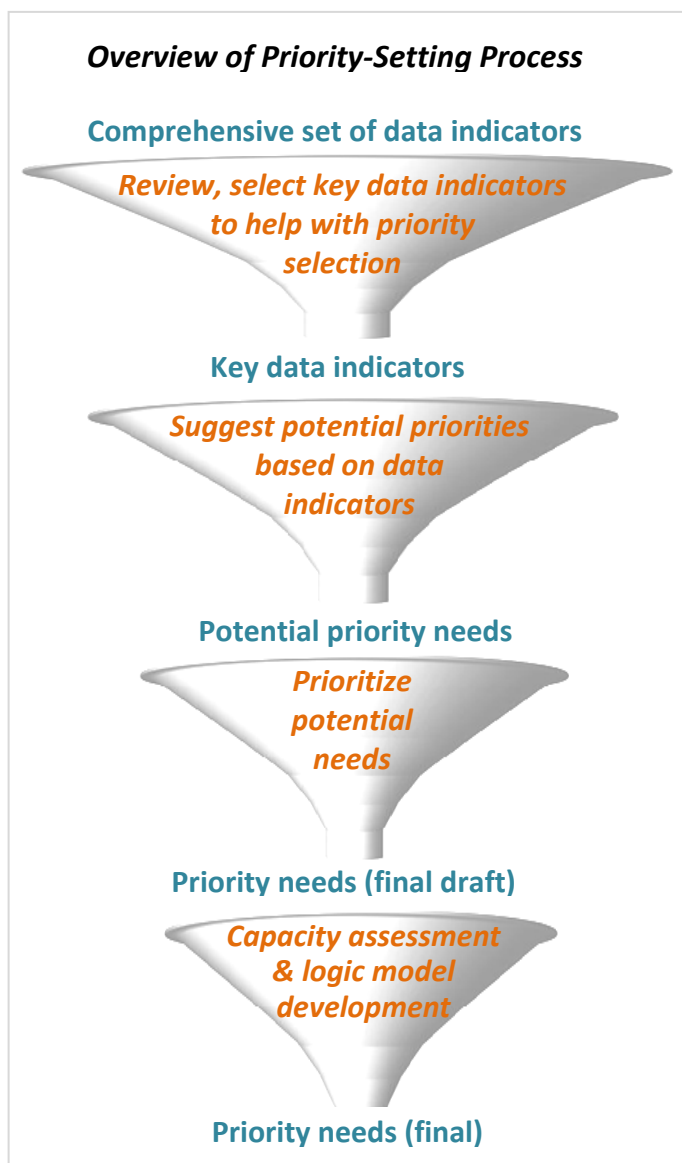 Overview of Priority-Setting Process
Comprehensive set of data indicators
Review, select key data indicators
to help with priority
selection
Key data indicators
Suggest potential priorities
based on data
indicators
Potential priority needs
Prioritize
potential
needs
Priority needs (final draft)
Capacity assessment
& logic model
development
Priority needs (final)